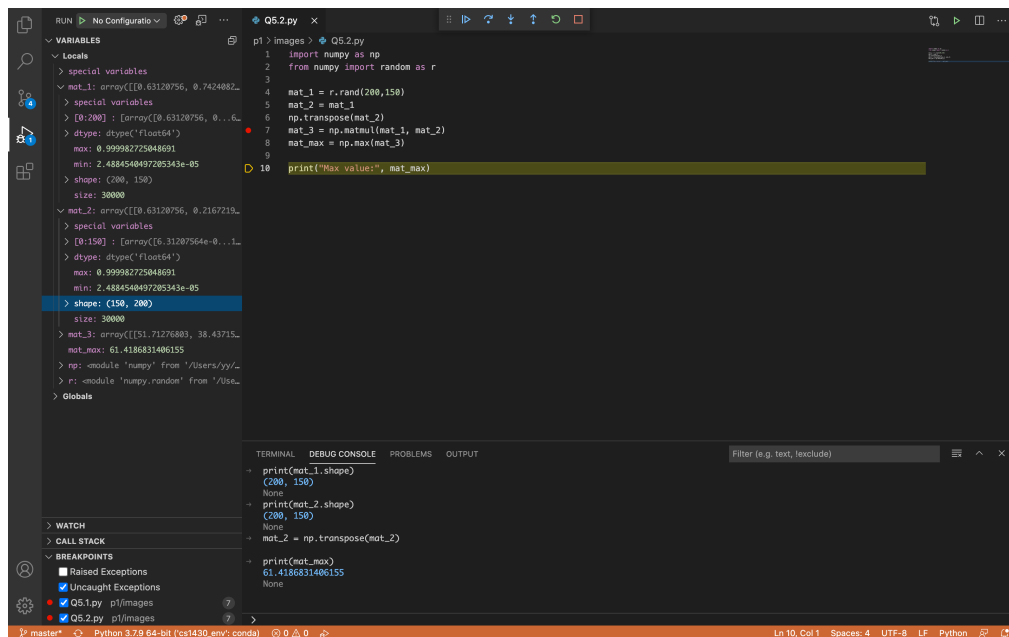 RUN No Configuratio
VARIABLES
Locals
special variables
mat_1: array([[0.63120756, 0.7424082…
special variables
[0:200] : [array([0.63120756, 0...6…
dtype: dtype('float64')
max: 0.999982725048691
min: 2.4884540497205343e-05
shape: (200, 150)
size: 30000
mat_2: array([[0.63120756, 0.2167219…
special variables
[0:150] : [array([6.31207564e-0...1…
dtype: dtype('float64')
max: 0.999982725048691
min: 2.4884540497205343e-05
shape: (150, 200)
size: 30000
mat_3: array([[51.71276803, 38.43715…
mat_max: 61.4186831406155
np: <module 'numpy' from '/Users/yy/…
r: <module 'numpy.random' from '/Use…
Globals
WATCH
CALL STACK
BREAKPOINTS
Raised Exceptions
Uncaught Exceptions
Q5.1.py p1/images 7
Q5.2.py p1/images 7
4
1
Q5.2.py
p1 > images > Q5.2.py
1 import numpy as np
2 from numpy import random as r
3
4 mat_1 = r.rand(200,150)
5 mat_2 = mat_1
6 np.transpose(mat_2)
7 mat_3 = np.matmul(mat_1, mat_2)
8 mat_max = np.max(mat_3)
9
10 print("Max value:", mat_max)
TERMINAL DEBUG CONSOLE PROBLEMS OUTPUT Filter (e.g. text, !exclude)
print(mat_1.shape)
(200, 150)
None
print(mat_2.shape)
(200, 150)
None
mat_2 = np.transpose(mat_2)
print(mat_max)
61.4186831406155
None
master* Python 3.7.9 64-bit ('cs1430_env': conda) 0 0 Ln 10, Col 1 Spaces: 4 UTF-8 LF Python